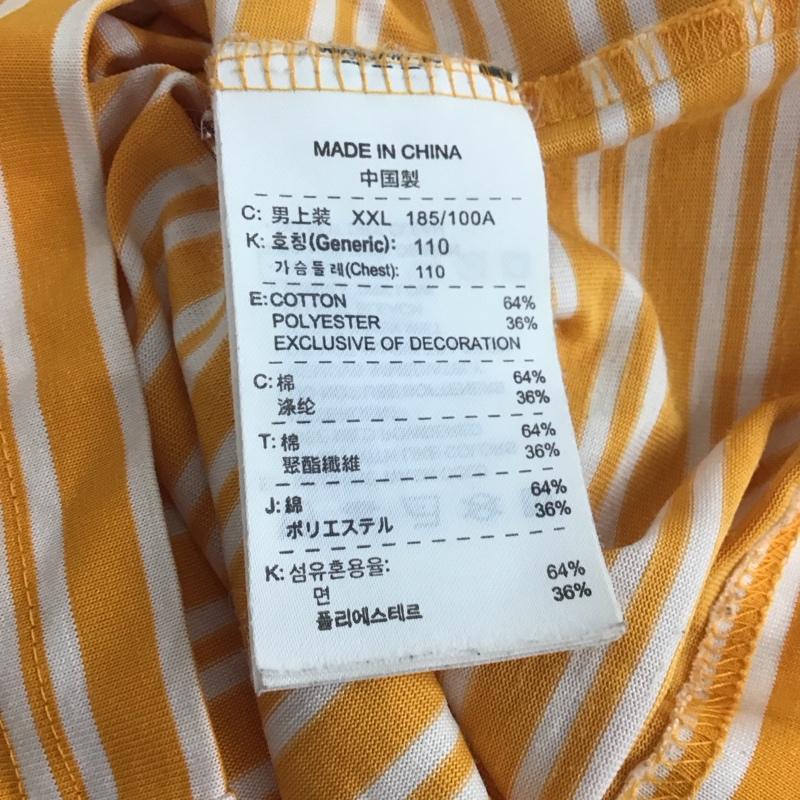 MADE IN CHINA
中国製
C: 男上装 XXL 185/100A
K: 호칭(Generic): 110
가슴둘레(Chest): 110
E: COTTON 64%
POLYESTER 36%
EXCLUSIVE OF DECORATION
C: 棉 64%
涤纶 36%
T: 棉 64%
聚酯纖維 36%
J: 綿 64%
ポリエステル 36%
K: 섬유혼용율:
면 64%
폴리에스테르 36%